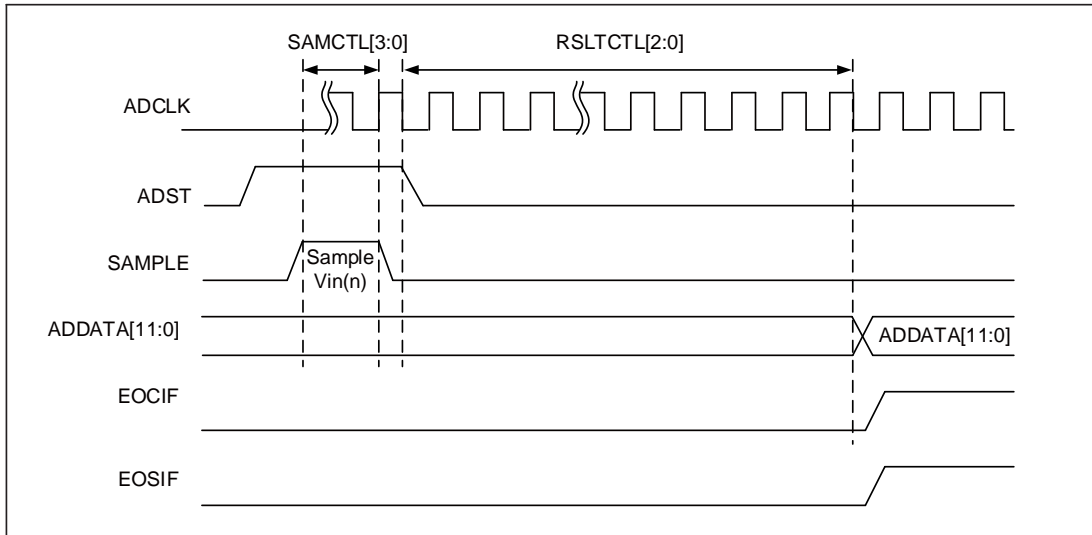 SAMCTL[3:0]
RSLTCTL[2:0]
ADCLK
ADST
SAMPLE
Sample
Vin(n)
ADDATA[11:0]
ADDATA[11:0]
EOCIF
EOSIF